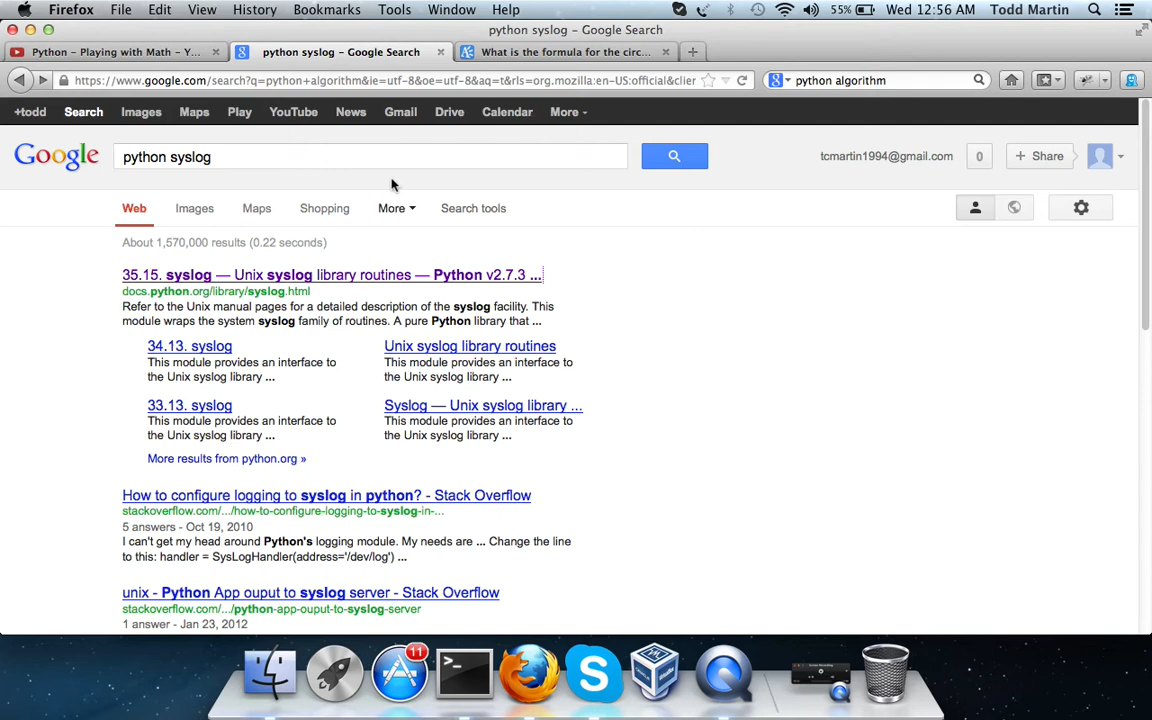 Firefox File Edit View History Bookmarks Tools Window Help 55% Wed 12:56 AM Todd Martin
python syslog - Google Search
Python - Playing with Math - Y... python syslog - Google Search What is the formula for the circ...
https://www.google.com/search?q=python+algorithm&ie=utf-8&oe=utf-8&aq=t&rls=org.mozilla:en-US:official&client python algorithm
+todd Search Images Maps Play YouTube News Gmail Drive Calendar More
Google python syslog tcmartin1994@gmail.com 0 + Share
Web Images Maps Shopping More Search tools
About 1,570,000 results (0.22 seconds)
35.15. syslog — Unix syslog library routines — Python v2.7.3 ...
docs.python.org/library/syslog.html
Refer to the Unix manual pages for a detailed description of the syslog facility. This
module wraps the system syslog family of routines. A pure Python library that ...
34.13. syslog
This module provides an interface to
the Unix syslog library ...
Unix syslog library routines
This module provides an interface to
the Unix syslog library ...
33.13. syslog
This module provides an interface to
the Unix syslog library ...
Syslog — Unix syslog library ...
This module provides an interface to
the Unix syslog library ...
More results from python.org »
How to configure logging to syslog in python? - Stack Overflow
stackoverflow.com/.../how-to-configure-logging-to-syslog-in-...
5 answers - Oct 19, 2010
I can't get my head around Python's logging module. My needs are ... Change the line
to this: handler = SysLogHandler(address='/dev/log') ...
unix - Python App ouput to syslog server - Stack Overflow
stackoverflow.com/.../python-app-ouput-to-syslog-server
1 answer - Jan 23, 2012
11